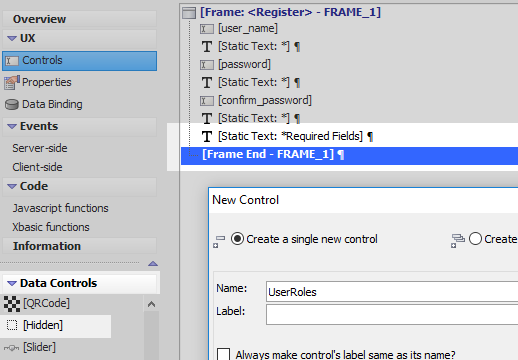 Overview
UX
Controls
Properties
Data Binding
Events
Server-side
Client-side
Code
Javascript functions
Xbasic functions
Information
Data Controls
[QRCode]
[Hidden]
[Slider]
[Frame: <Register> - FRAME_1]
[user_name]
T [Static Text: *] ¶
[password]
T [Static Text: *] ¶
[confirm_password]
T [Static Text: *] ¶
T [Static Text: *Required Fields] ¶
[Frame End - FRAME_1] ¶
New Control
Create a single new control
Create
Name: UserRoles
Label:
Always make control's label same as its name?